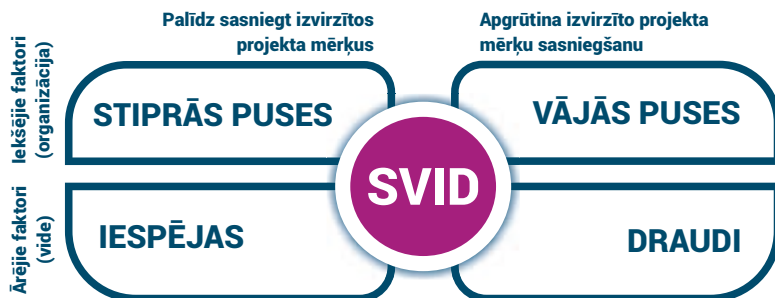 Palīdz sasniegt izvirzītos
projekta mērķus
Apgrūtina izvirzīto projekta
mērķu sasniegšanu
Iekšējie faktori
(organizācija)
STIPRĀS PUSES
VĀJĀS PUSES
SVID
Ārējie faktori
(vide)
IESPĒJAS
DRAUDI